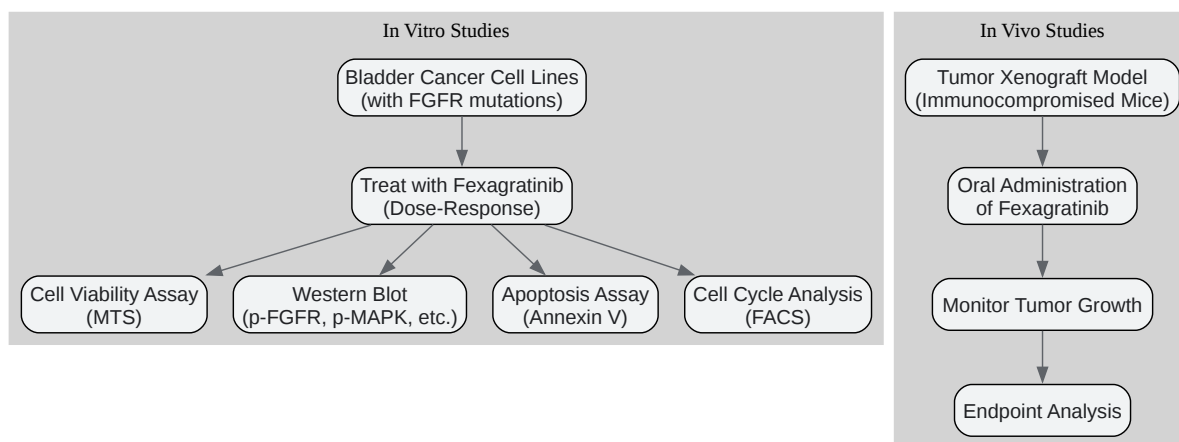 In Vitro Studies
Bladder Cancer Cell Lines
(with FGFR mutations)
Treat with Fexagratinib
(Dose-Response)
Cell Viability Assay
(MTS)
Western Blot
(p-FGFR, p-MAPK, etc.)
Apoptosis Assay
(Annexin V)
Cell Cycle Analysis
(FACS)
In Vivo Studies
Tumor Xenograft Model
(Immunocompromised Mice)
Oral Administration
of Fexagratinib
Monitor Tumor Growth
Endpoint Analysis